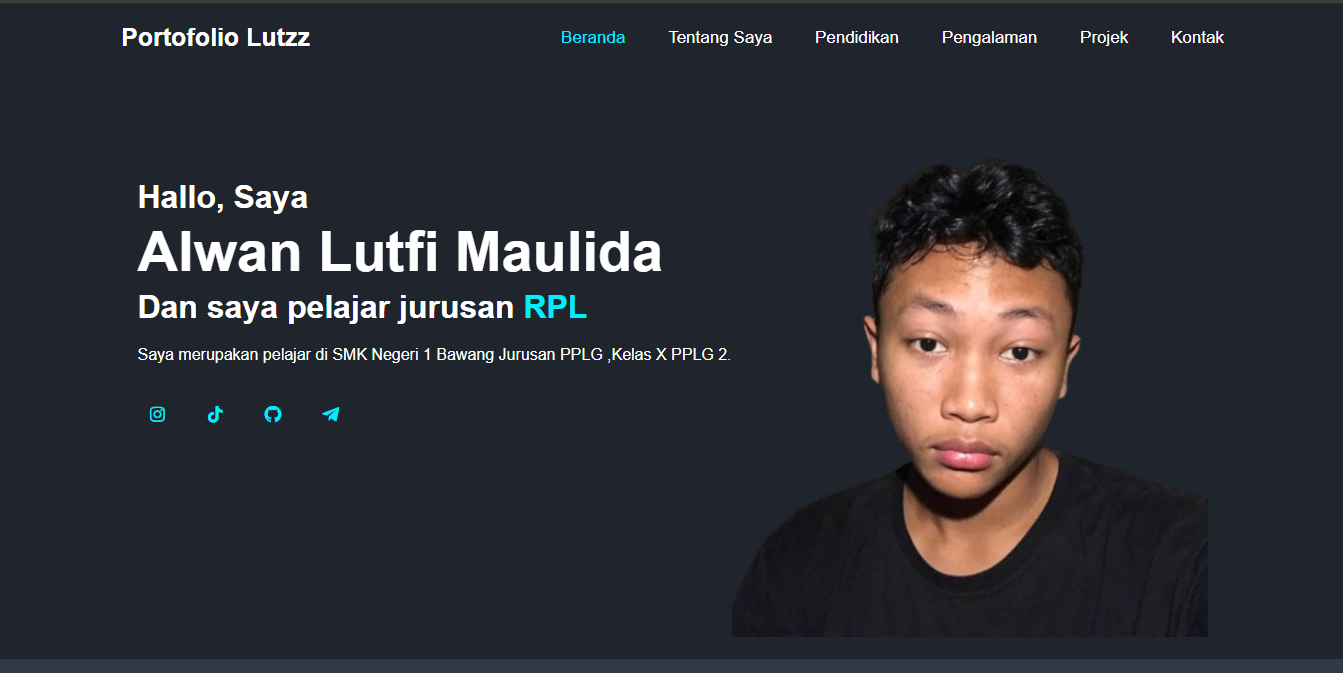 Portofolio Lutzz
Beranda Tentang Saya Pendidikan Pengalaman Projek Kontak
Hallo, Saya
Alwan Lutfi Maulida
Dan saya pelajar jurusan RPL
Saya merupakan pelajar di SMK Negeri 1 Bawang Jurusan PPLG ,Kelas X PPLG 2.